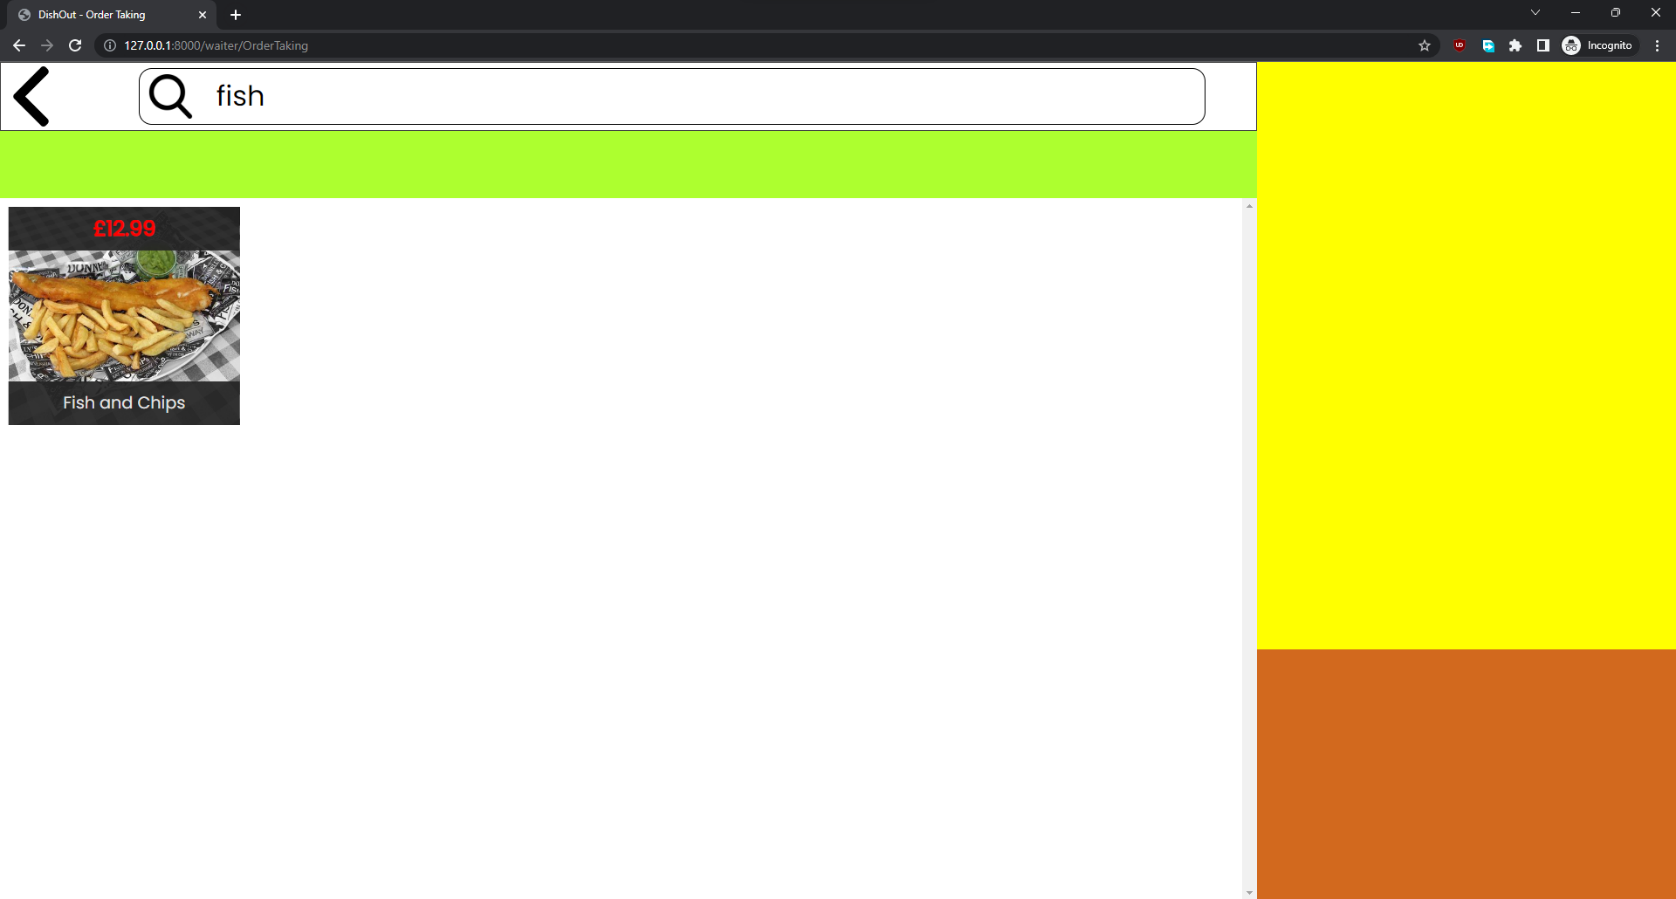 DishOut - Order Taking
127.0.0.1:8000/waiter/OrderTaking
Incognito
fish
£12.99
Fish and Chips